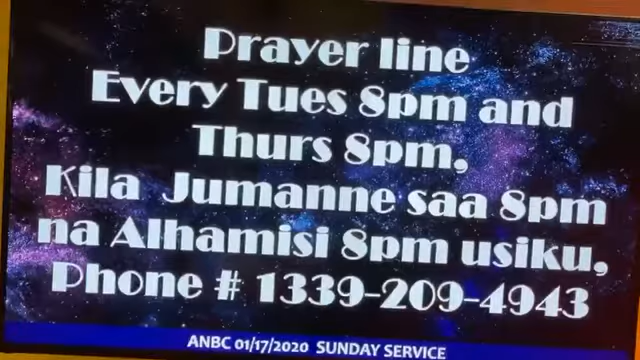 Prayer line
Every Tues 8pm and
Thurs 8pm,
Kila Jumanne saa 8pm
na Alhamisi 8pm usiku,
Phone # 1339-209-4943
ANBC 01/17/2020 SUNDAY SERVICE